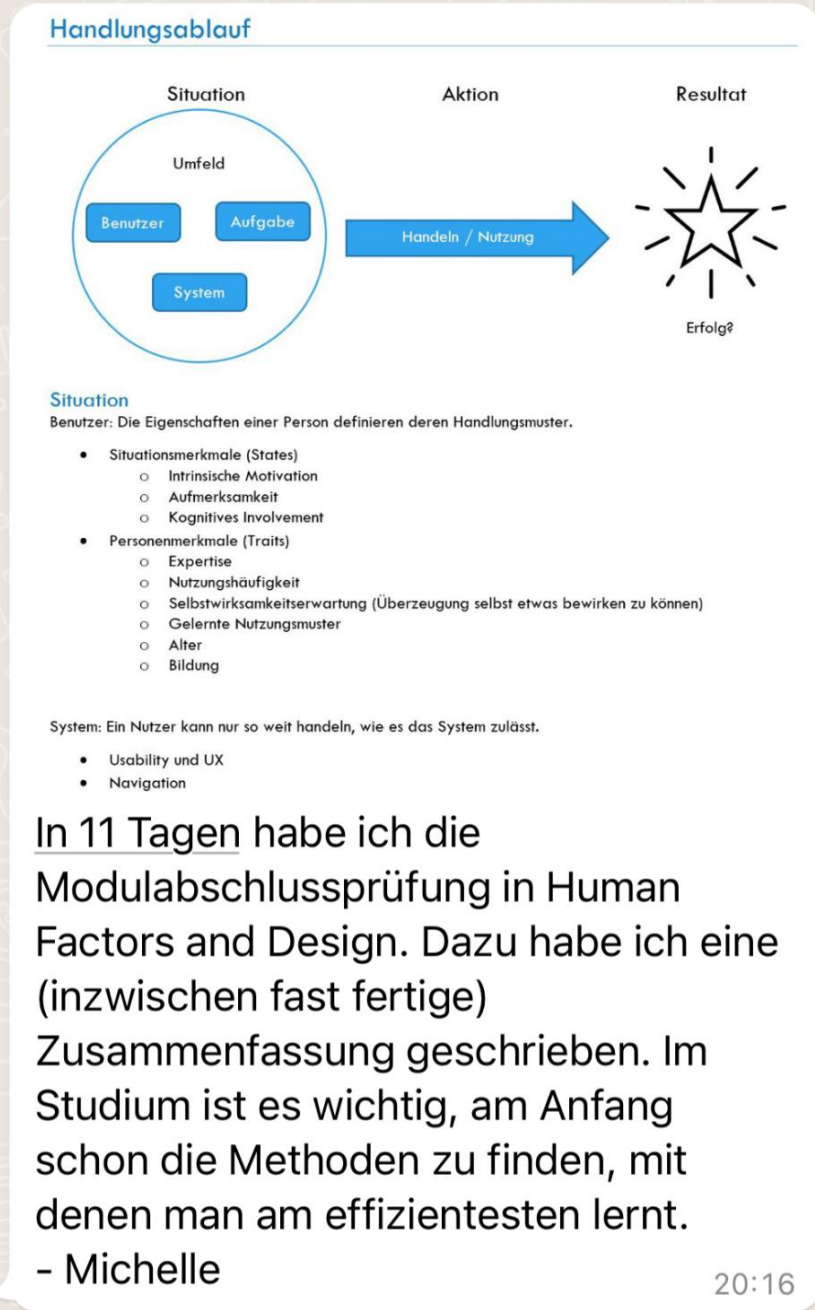 Handlungsablauf
Situation
Aktion
Resultat
Umfeld
Benutzer
Aufgabe
System
Handeln / Nutzung
Erfolg?
Situation
Benutzer: Die Eigenschaften einer Person definieren deren Handlungsmuster.
• Situationsmerkmale (States)
o Intrinsische Motivation
o Aufmerksamkeit
o Kognitives Involvement
• Personenmerkmale (Traits)
o Expertise
o Nutzungshäufigkeit
o Selbstwirksamkeitserwartung (Überzeugung selbst etwas bewirken zu können)
o Gelernte Nutzungsmuster
o Alter
o Bildung
System: Ein Nutzer kann nur so weit handeln, wie es das System zulässt.
• Usability und UX
• Navigation
In 11 Tagen habe ich die
Modulabschlussprüfung in Human
Factors and Design. Dazu habe ich eine
(inzwischen fast fertige)
Zusammenfassung geschrieben. Im
Studium ist es wichtig, am Anfang
schon die Methoden zu finden, mit
denen man am effizientesten lernt.
- Michelle
20:16